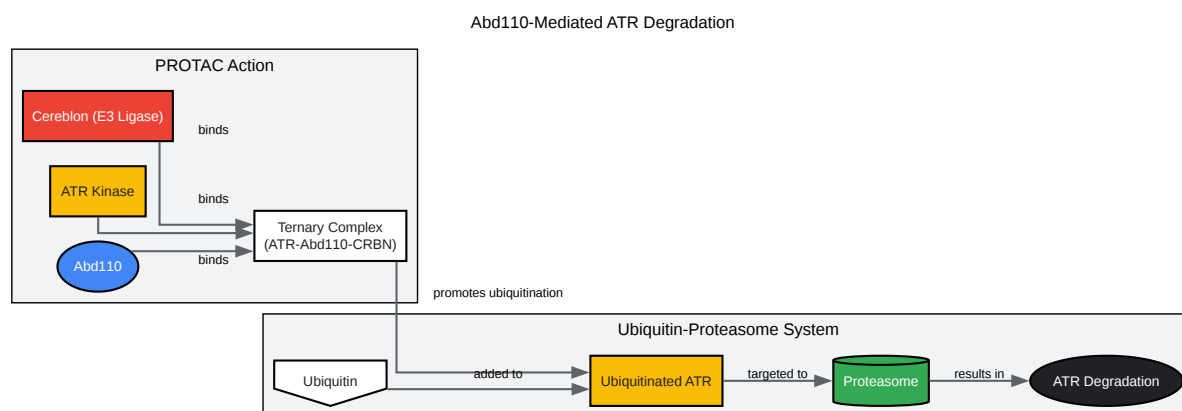 Abd110-Mediated ATR Degradation
PROTAC Action
Cereblon (E3 Ligase)
binds
ATR Kinase
binds
Ternary Complex
(ATR-Abd110-CRBN)
Abd110
binds
promotes ubiquitination
Ubiquitin-Proteasome System
Ubiquitin
added to
Ubiquitinated ATR
targeted to
Proteasome
results in
ATR Degradation